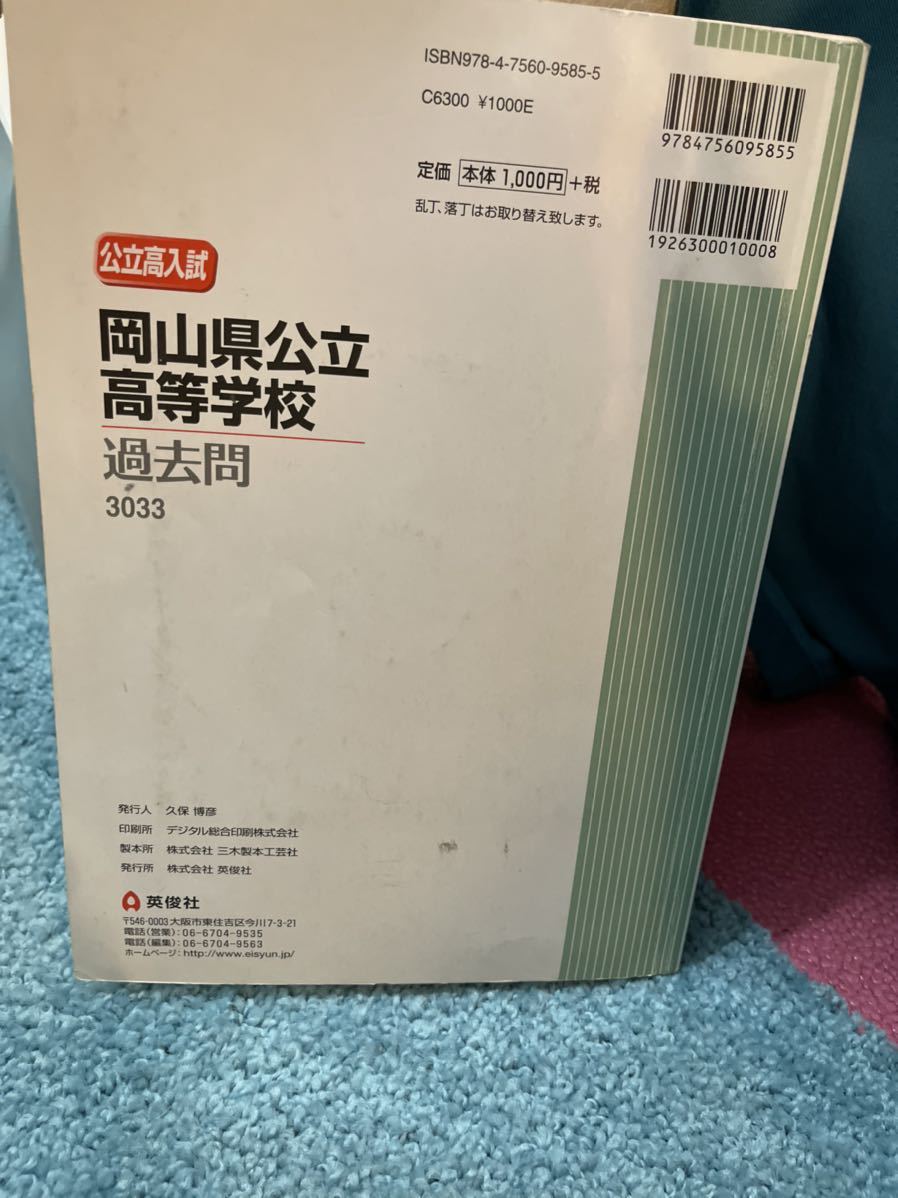 ISBN978-4-7560-9585-5
C6300 ¥1000E
9784756095855
定価 本体 1,000円 +税
乱丁、落丁はお取り替え致します。
1926300010008
公立高入試
岡山県公立
高等学校
過去問
3033
発行人 久保 博彦
印刷所 デジタル総合印刷株式会社
製本所 株式会社 三木製本工芸社
発行所 株式会社 英俊社
英俊社
〒546-0003 大阪市東住吉区今川7-3-21
電話(営業): 06-6704-9535
電話(編集): 06-6704-9563
ホームページ: http://www.eisyun.jp/